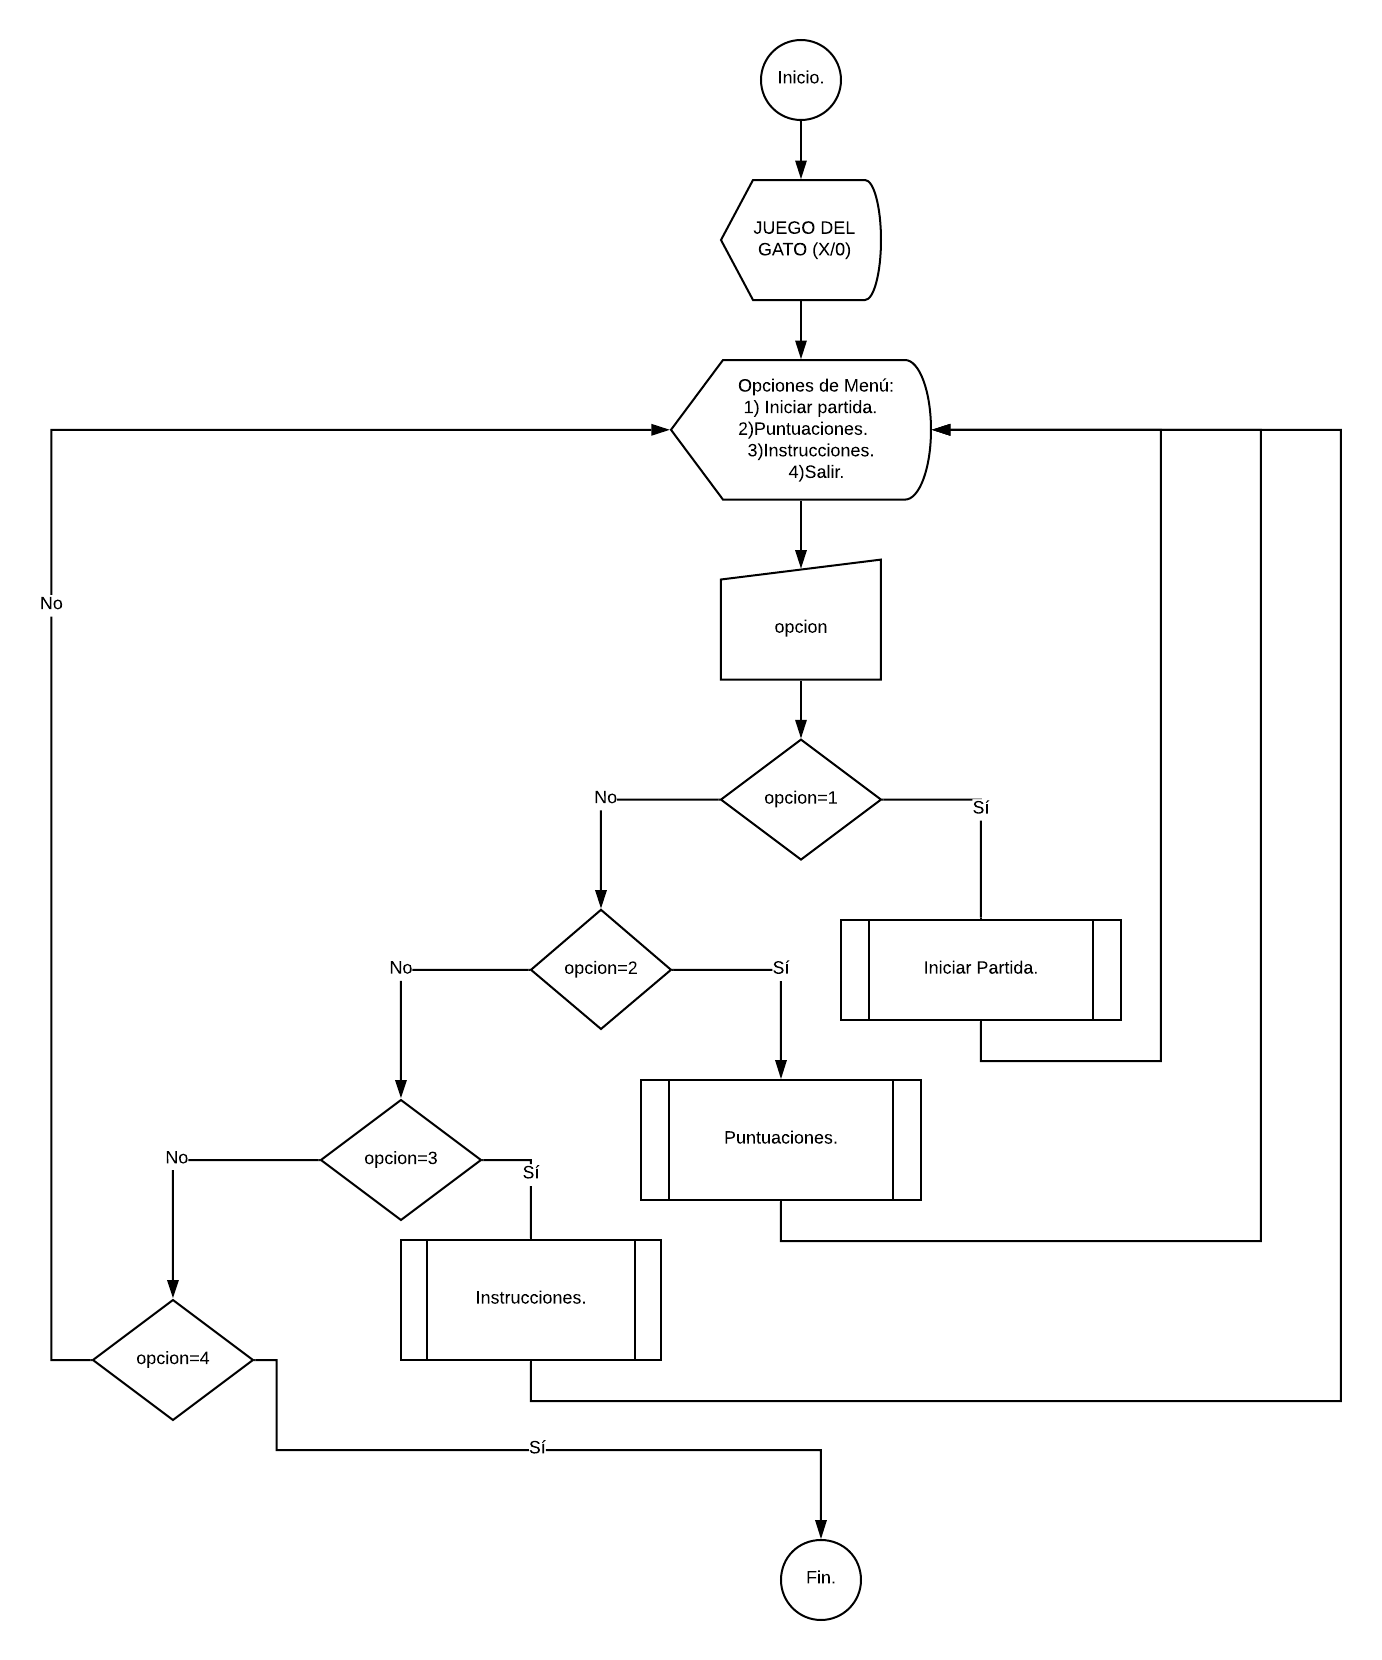 Inicio.
JUEGO DEL
GATO (X/0)
Opciones de Menú:
1) Iniciar partida.
2)Puntuaciones.
3)Instrucciones.
4)Salir.
No
opcion
opcion=1
No
Sí
opcion=2
No
Sí
Iniciar Partida.
Puntuaciones.
opcion=3
No
Sí
Instrucciones.
opcion=4
Sí
Fin.